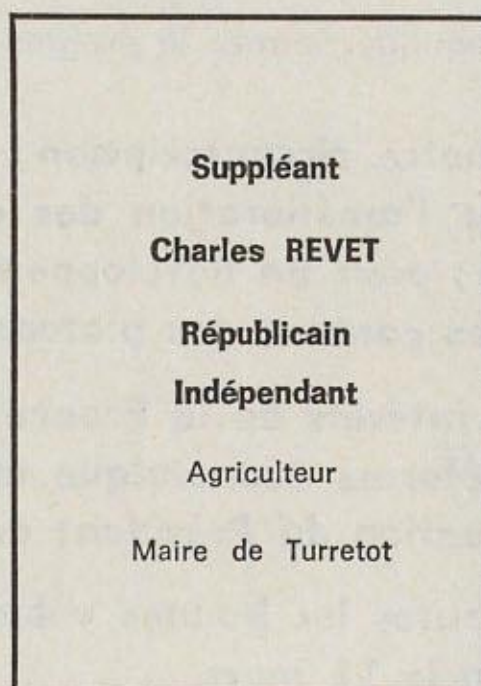 Suppléant
Charles REVET
Républicain
Indépendant
Agriculteur
Maire de Turretot